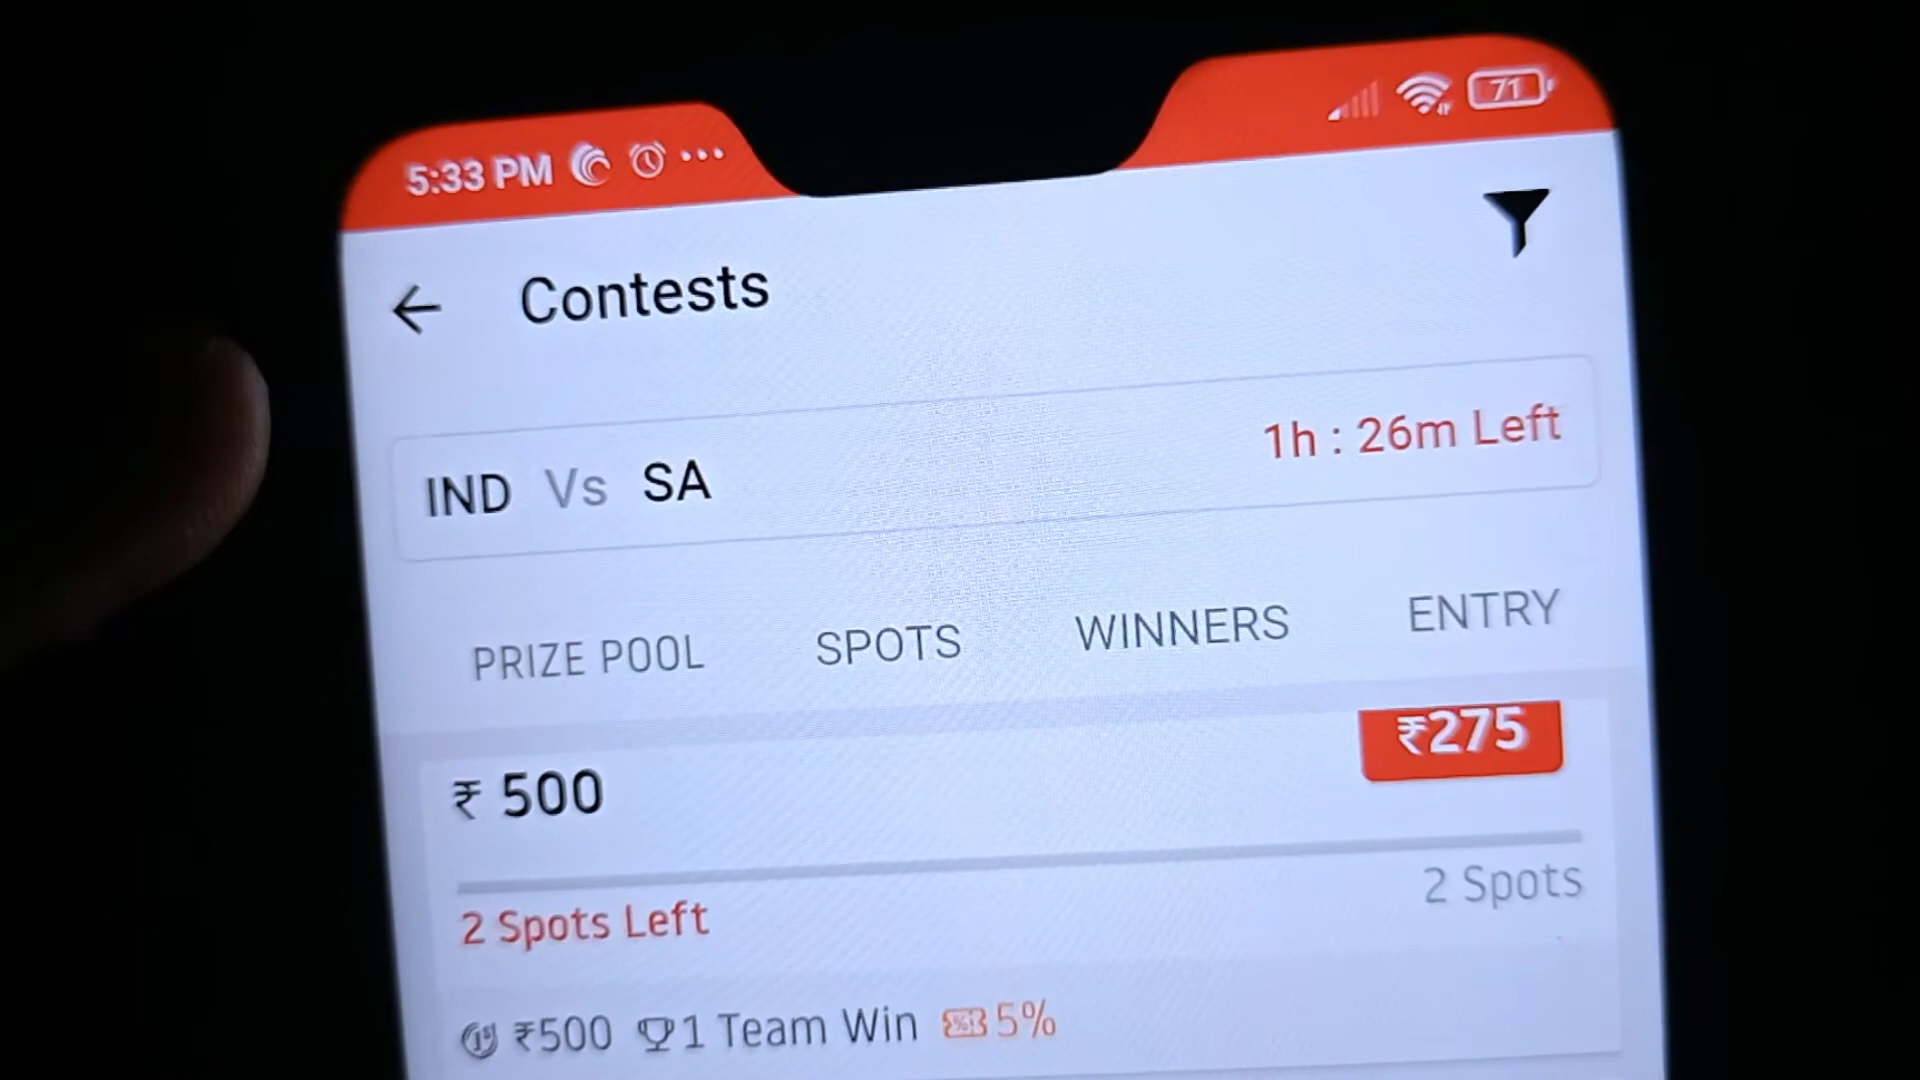 5:33 PM ... 71
Contests
IND Vs SA 1h : 26m Left
PRIZE POOL SPOTS WINNERS ENTRY
₹ 500 ₹275
2 Spots Left 2 Spots
1st ₹500 1 Team Win 5%